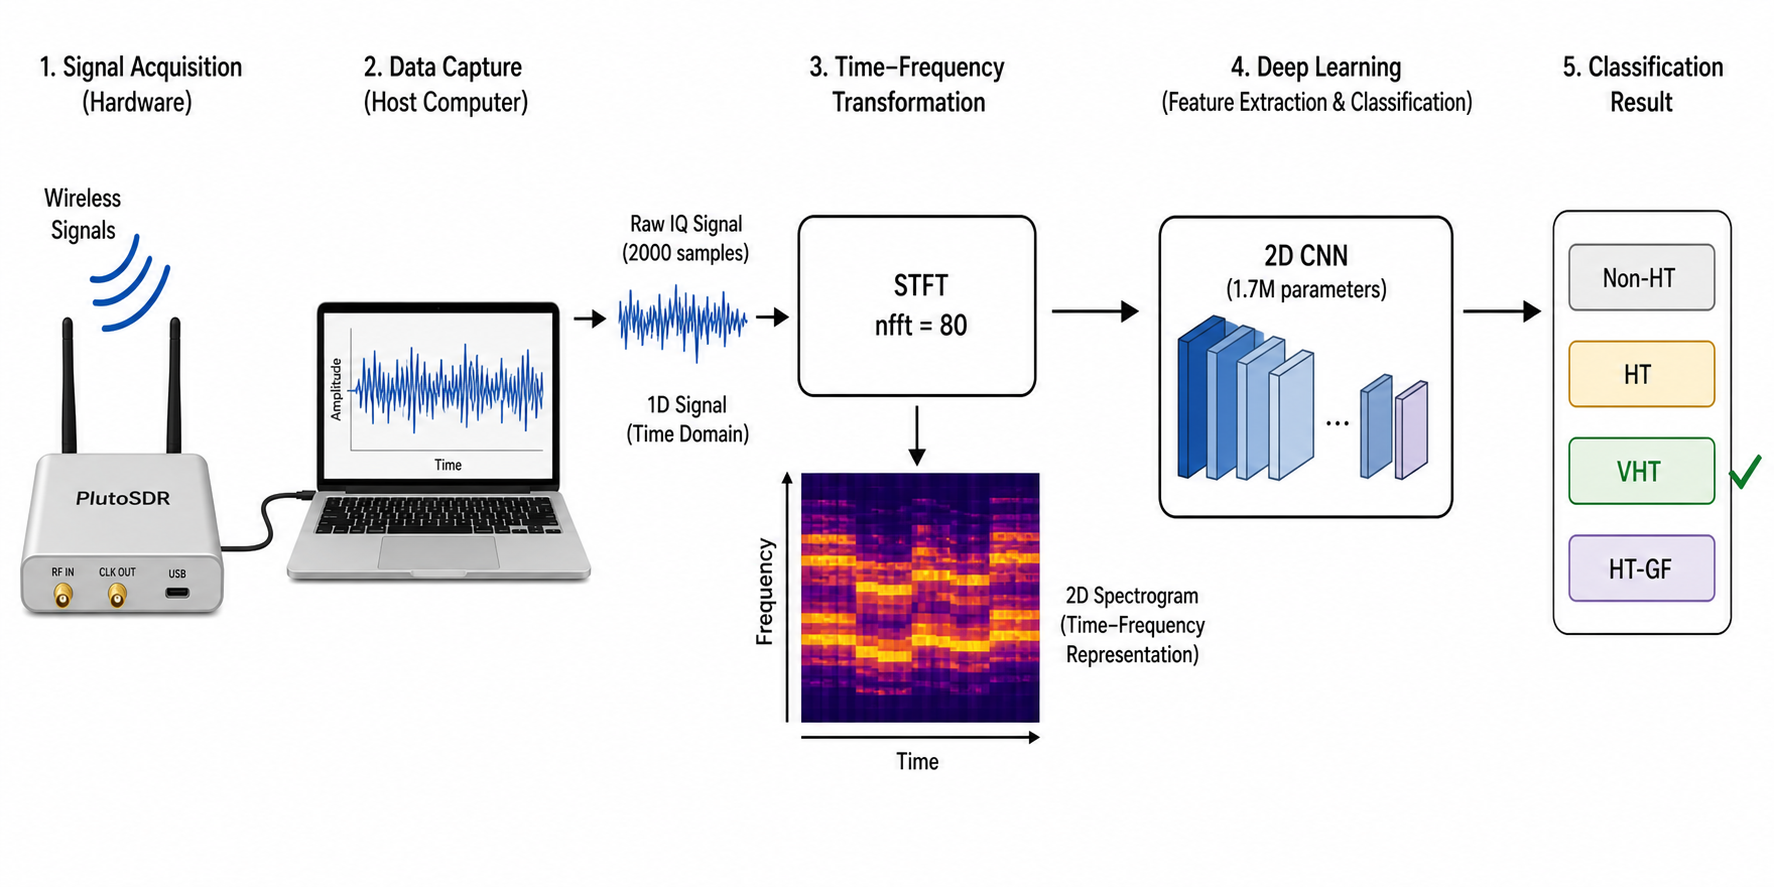 1. Signal Acquisition
(Hardware)
2. Data Capture
(Host Computer)
3. Time–Frequency
Transformation
4. Deep Learning
(Feature Extraction & Classification)
5. Classification
Result
Wireless
Signals
PlutoSDR
RF IN
CLK OUT
USB
Amplitude
Time
Raw IQ Signal
(2000 samples)
1D Signal
(Time Domain)
STFT
nfft = 80
Frequency
Time
2D Spectrogram
(Time–Frequency
Representation)
2D CNN
(1.7M parameters)
...
Non-HT
HT
VHT
HT-GF